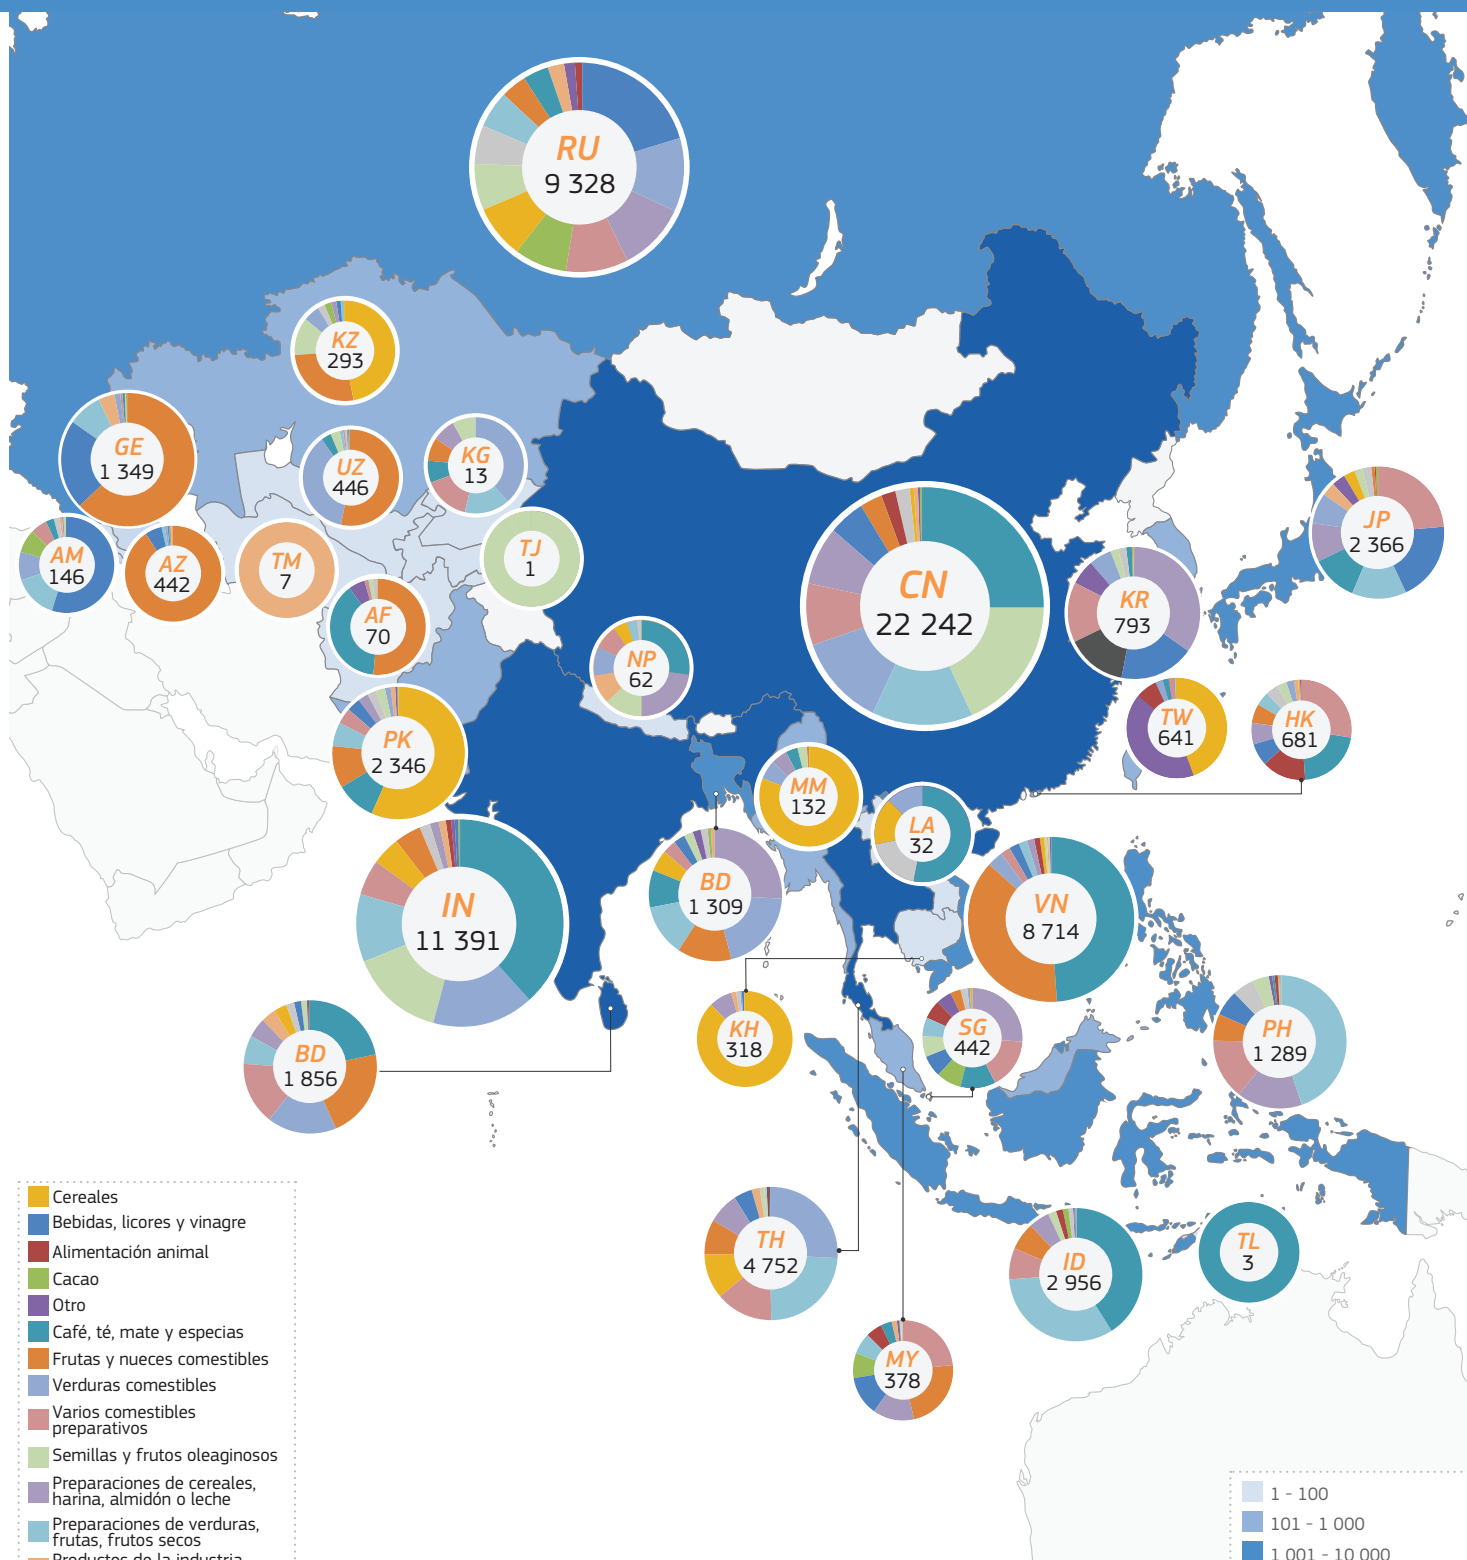 RU
9 328
KZ
293
GE
1 349
UZ
446
KG
13
AM
146
AZ
442
TM
7
TJ
1
AF
70
NP
62
CN
22 242
JP
2 366
KR
793
PK
2 346
TW
641
HK
681
MM
132
LA
32
IN
11 391
BD
1 309
VN
8 714
BD
1 856
KH
318
SG
442
PH
1 289
TH
4 752
ID
2 956
TL
3
MY
378
Cereales
Bebidas, licores y vinagre
Alimentación animal
Cacao
Otro
Café, té, mate y especias
Frutas y nueces comestibles
Verduras comestibles
Varios comestibles
preparativos
Semillas y frutos oleaginosos
Preparaciones de cereales,
harina, almidón o leche
Preparaciones de verduras,
frutas, frutos secos
Productos de la industria
1 - 100
101 - 1 000
1 001 - 10 000